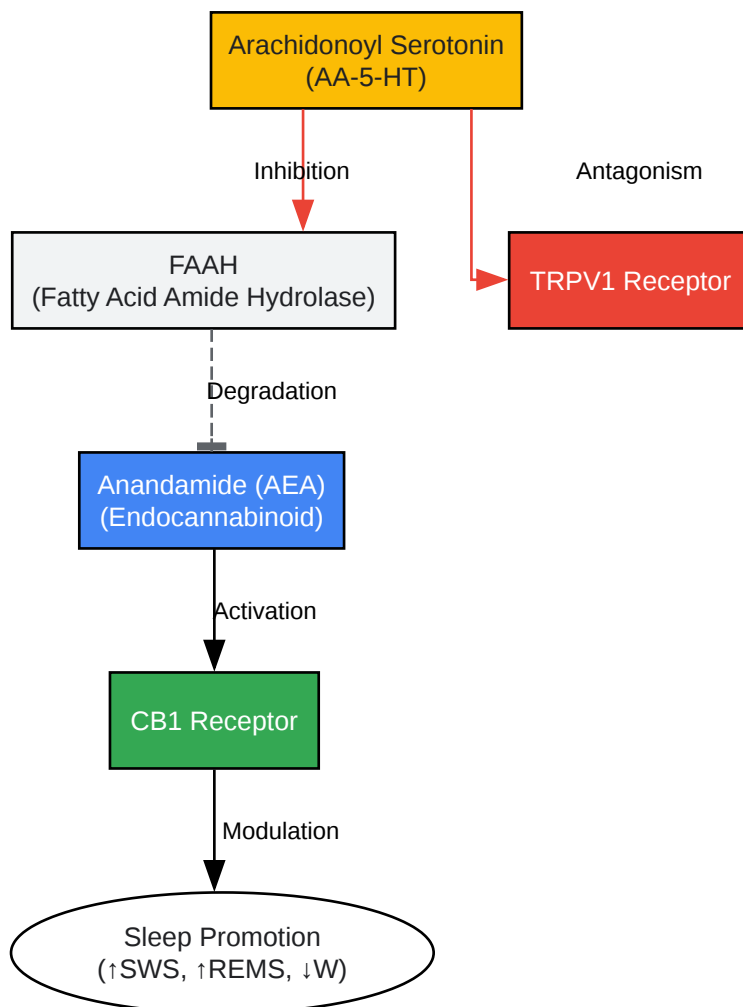 Arachidonoyl Serotonin
(AA-5-HT)
Inhibition
Antagonism
FAAH
(Fatty Acid Amide Hydrolase)
TRPV1 Receptor
Degradation
Anandamide (AEA)
(Endocannabinoid)
Activation
CB1 Receptor
Modulation
Sleep Promotion
(↑SWS, ↑REMS, ↓W)